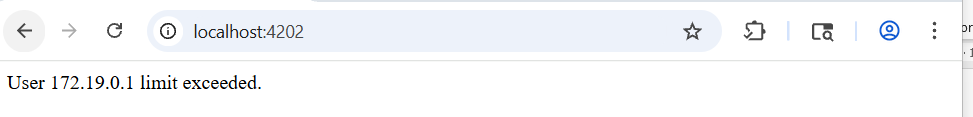 localhost:4202
User 172.19.0.1 limit exceeded.